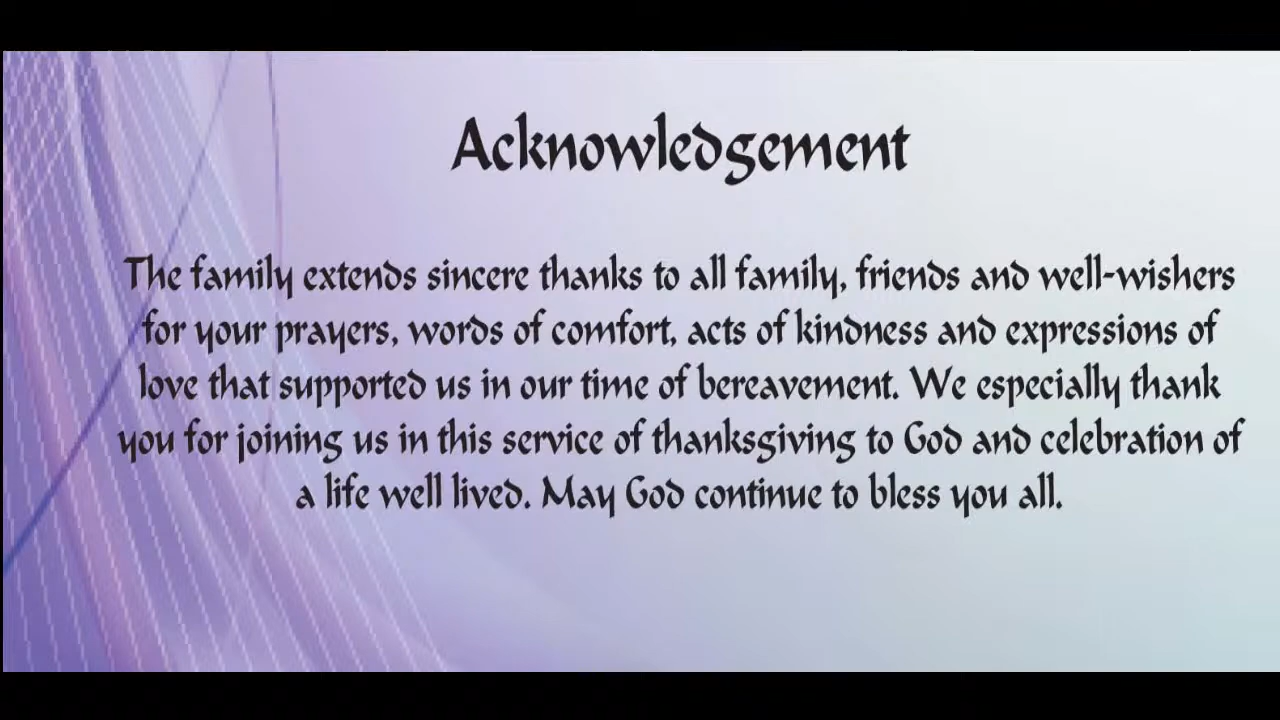 Acknowledgement
The family extends sincere thanks to all family, friends and well-wishers
for your prayers, words of comfort, acts of kindness and expressions of
love that supported us in our time of bereavement. We especially thank
you for joining us in this service of thanksgiving to God and celebration of
a life well lived. May God continue to bless you all.